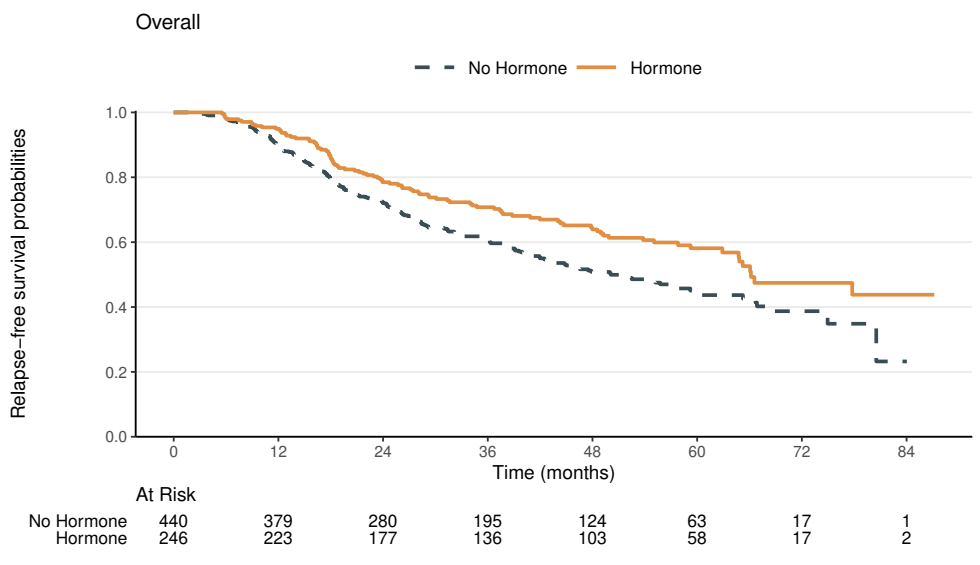 Overall
No Hormone Hormone
Relapse−free survival probabilities
1.0
0.8
0.6
0.4
0.2
0.0
0 12 24 36 48 60 72 84
Time (months)
At Risk
No Hormone 440 379 280 195 124 63 17 1
Hormone 246 223 177 136 103 58 17 2